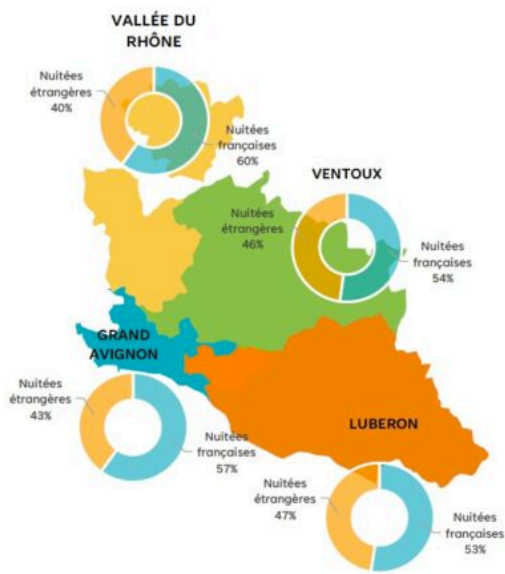 VALLÉE DU
RHÔNE
Nuitées
étrangères
40%
Nuitées
françaises
60%
VENTOUX
Nuitées
étrangères
46%
Nuitées
françaises
54%
GRAND
AVIGNON
Nuitées
étrangères
43%
Nuitées
françaises
57%
LUBERON
Nuitées
étrangères
47%
Nuitées
françaises
53%